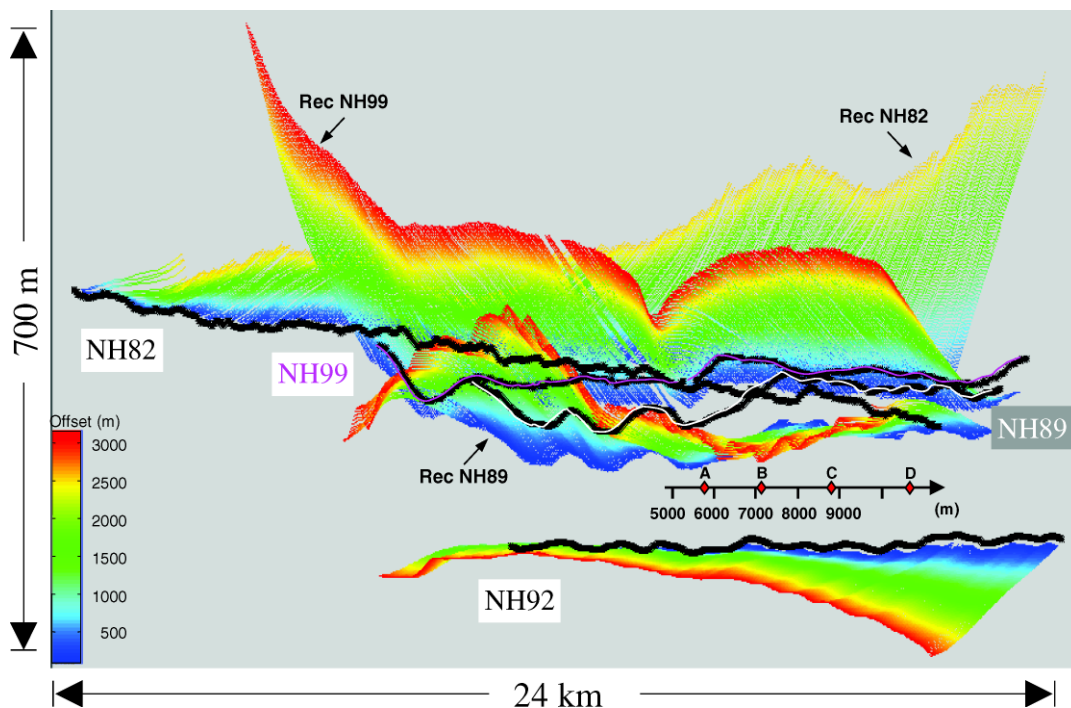 700 m
Rec NH99
Rec NH82
NH82
NH99
NH89
Rec NH89
Offset (m)
3000
2500
2000
1500
1000
500
A B C D
5000 6000 7000 8000 9000 (m)
NH92
24 km